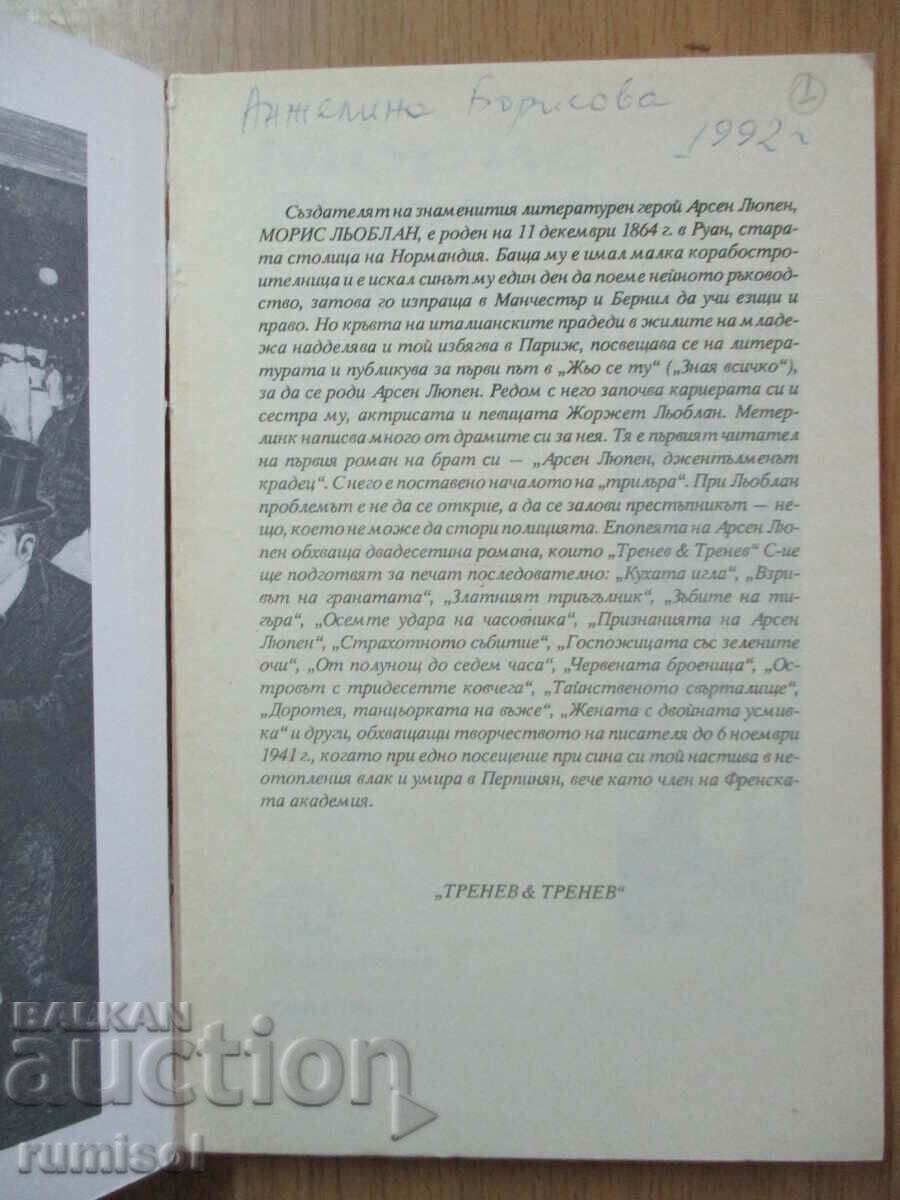 Анжелина Борисова
1
1992 г
Създателят на знаменития литературен герой Арсен Люпен,
МОРИС ЛЬОБЛАН, е роден на 11 декември 1864 г. в Руан, стара-
та столица на Нормандия. Баща му е имал малка корабостро-
ителница и е искал синът му един ден да поеме нейното ръковод-
ство, затова го изпраща в Манчестър и Бернил да учи езици и
право. Но кръвта на италианските прадеди в жилите на младе-
жа надделява и той избягва в Париж, посвещава се на литера-
турата и публикува за първи път в „Жьо се ту“ („Зная всичко“),
за да се роди Арсен Люпен. Редом с него започва кариерата си и
сестра му, актрисата и певицата Жоржет Льоблан. Метер-
линк написва много от драмите си за нея. Тя е първият читател
на първия роман на брат си — „Арсен Люпен, джентълменът
крадец“. С него е поставено началото на „трилъра“. При Льоблан
проблемът е не да се открие, а да се залови престъпникът — не-
що, което не може да стори полицията. Епопеята на Арсен Лю-
пен обхваща двадесетина романа, които „Тренев & Тренев“ С-ие
ще подготвят за печат последователно: „Кухата игла“, „Взри-
вът на гранатата“, „Златният триъгълник“, „Зъбите на ти-
гъра“, „Осемте удара на часовника“, „Признанията на Арсен
Люпен“, „Страхотното събитие“, „Госпожицата със зелените
очи“, „От полунощ до седем часа“, „Червената броеница“, „Ос-
тровът с тридесетте ковчега“, „Тайнственото свърталище“,
„Доротея, танцьорката на въже“, „Жената с двойната усмив-
ка“ и други, обхващащи творчеството на писателя до 6 ноември
1941 г., когато при едно посещение при сина си той настива в не-
отопления влак и умира в Перпинян, вече като член на Френска-
та академия.
„ТРЕНЕВ & ТРЕНЕВ“
BALKAN
auction
rumisol